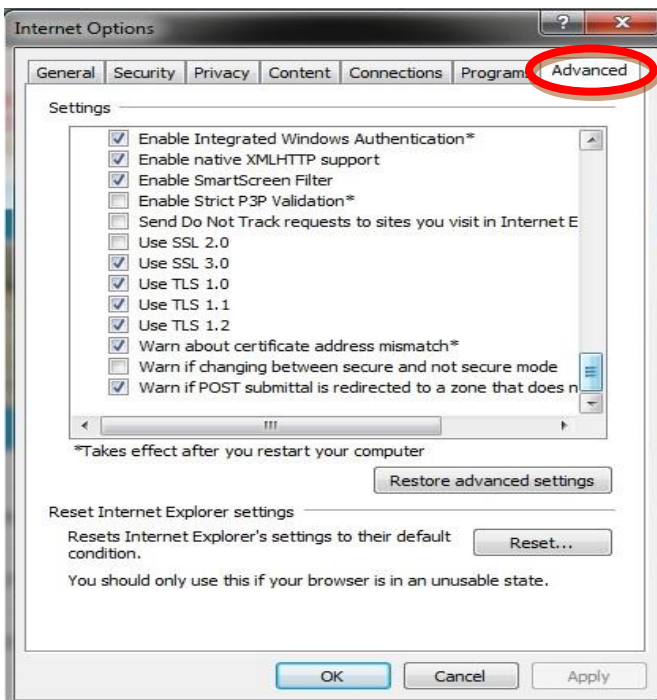 Internet Options
General Security Privacy Content Connections Program Advanced
Settings
Enable Integrated Windows Authentication*
Enable native XMLHTTP support
Enable SmartScreen Filter
Enable Strict P3P Validation*
Send Do Not Track requests to sites you visit in Internet E
Use SSL 2.0
Use SSL 3.0
Use TLS 1.0
Use TLS 1.1
Use TLS 1.2
Warn about certificate address mismatch*
Warn if changing between secure and not secure mode
Warn if POST submittal is redirected to a zone that does n
*Takes effect after you restart your computer
Restore advanced settings
Reset Internet Explorer settings
Resets Internet Explorer's settings to their default
condition.
Reset...
You should only use this if your browser is in an unusable state.
OK Cancel Apply